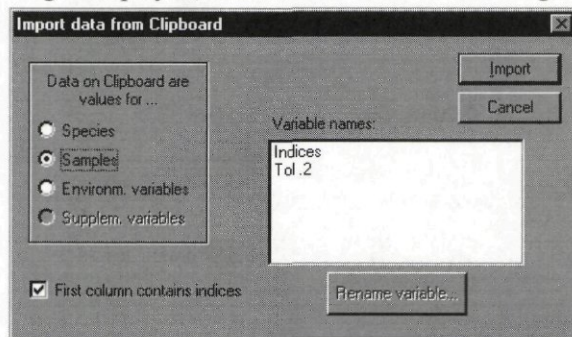 Import data from Clipboard
Data on Clipboard are
values for ...
Species
Samples
Environm. variables
Supplem. variables
First column contains indices
Import
Cancel
Variable names:
Indices
Tol.2
Rename variable...